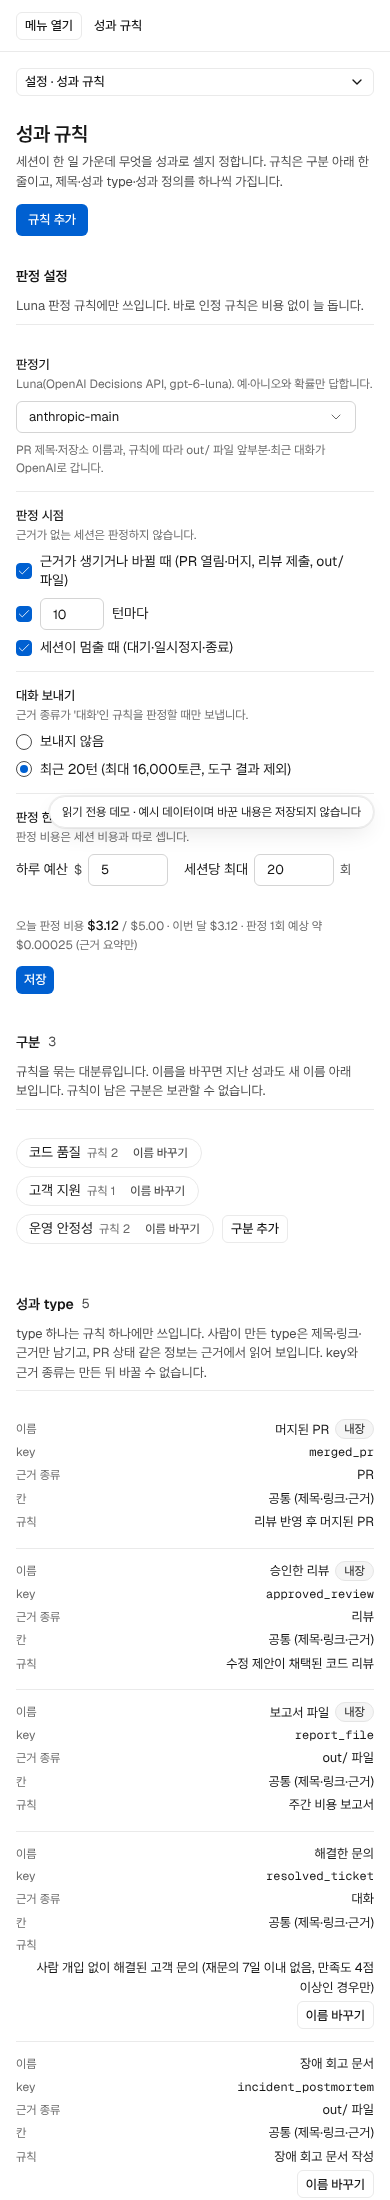 메뉴 열기 성과 규칙
설정 · 성과 규칙
성과 규칙
세션이 한 일 가운데 무엇을 성과로 셀지 정합니다. 규칙은 구분 아래 한
줄이고, 제목·성과 type·성과 정의를 하나씩 가집니다.
규칙 추가
판정 설정
Luna 판정 규칙에만 쓰입니다. 바로 인정 규칙은 비용 없이 늘 돕니다.
판정기
Luna(OpenAI Decisions API, gpt-6-luna). 예·아니오와 확률만 답합니다.
anthropic-main
PR 제목·저장소 이름과, 규칙에 따라 out/ 파일 앞부분·최근 대화가
OpenAI로 갑니다.
판정 시점
근거가 없는 세션은 판정하지 않습니다.
근거가 생기거나 바뀔 때 (PR 열림·머지, 리뷰 제출, out/
파일)
10 턴마다
세션이 멈출 때 (대기·일시정지·종료)
대화 보내기
근거 종류가 '대화'인 규칙을 판정할 때만 보냅니다.
보내지 않음
최근 20턴 (최대 16,000토큰, 도구 결과 제외)
판정 한
읽기 전용 데모 · 예시 데이터이며 바꾼 내용은 저장되지 않습니다
판정 비용은 세션 비용과 따로 셉니다.
하루 예산 $ 5 세션당 최대 20 회
오늘 판정 비용 $3.12 / $5.00 · 이번 달 $3.12 · 판정 1회 예상 약
$0.00025 (근거 요약만)
저장
구분 3
규칙을 묶는 대분류입니다. 이름을 바꾸면 지난 성과도 새 이름 아래
보입니다. 규칙이 남은 구분은 보관할 수 없습니다.
코드 품질 규칙 2 이름 바꾸기
고객 지원 규칙 1 이름 바꾸기
운영 안정성 규칙 2 이름 바꾸기 구분 추가
성과 type 5
type 하나는 규칙 하나에만 쓰입니다. 사람이 만든 type은 제목·링크·
근거만 남기고, PR 상태 같은 정보는 근거에서 읽어 보입니다. key와
근거 종류는 만든 뒤 바꿀 수 없습니다.
이름 머지된 PR 내장
key merged_pr
근거 종류 PR
칸 공통 (제목·링크·근거)
규칙 리뷰 반영 후 머지된 PR
이름 승인한 리뷰 내장
key approved_review
근거 종류 리뷰
칸 공통 (제목·링크·근거)
규칙 수정 제안이 채택된 코드 리뷰
이름 보고서 파일 내장
key report_file
근거 종류 out/ 파일
칸 공통 (제목·링크·근거)
규칙 주간 비용 보고서
이름 해결한 문의
key resolved_ticket
근거 종류 대화
칸 공통 (제목·링크·근거)
규칙
사람 개입 없이 해결된 고객 문의 (재문의 7일 이내 없음, 만족도 4점
이상인 경우만)
이름 바꾸기
이름 장애 회고 문서
key incident_postmortem
근거 종류 out/ 파일
칸 공통 (제목·링크·근거)
규칙 장애 회고 문서 작성
이름 바꾸기